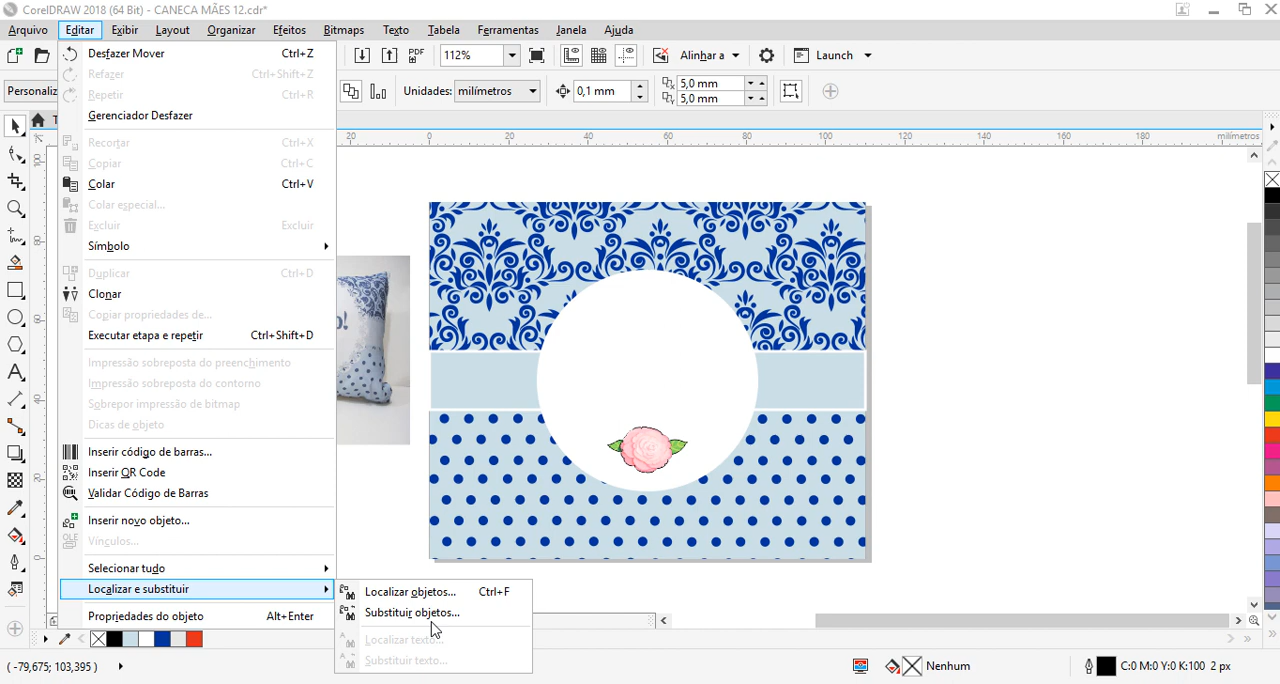 CorelDRAW 2018 (64 Bit) - CANECA MÃES 12.cdr*
Arquivo Editar Exibir Layout Organizar Efeitos Bitmaps Texto Tabela Ferramentas Janela Ajuda
112% Alinhar a Launch
PDF
Personaliz Unidades: milímetros 0,1 mm 5,0 mm
5,0 mm
20 0 20 40 60 80 100 120 140 160 180 milímetros
Desfazer Mover Ctrl+Z
Refazer Ctrl+Shift+Z
Repetir Ctrl+R
Gerenciador Desfazer
Recortar Ctrl+X
Copiar Ctrl+C
Colar Ctrl+V
Colar especial...
Excluir Excluir
Símbolo
Duplicar Ctrl+D
Clonar
Copiar propriedades de...
Executar etapa e repetir Ctrl+Shift+D
Impressão sobreposta do preenchimento
Impressão sobreposta do contorno
Sobrepor impressão de bitmap
Dicas de objeto
Inserir código de barras...
Inserir QR Code
Validar Código de Barras
Inserir novo objeto...
Vínculos...
Selecionar tudo
Localizar e substituir
Propriedades do objeto Alt+Enter
Localizar objetos... Ctrl+F
Substituir objetos...
Localizar texto...
Substituir texto...
( -79,675; 103,395 ) Nenhum C:0 M:0 Y:0 K:100 2 px